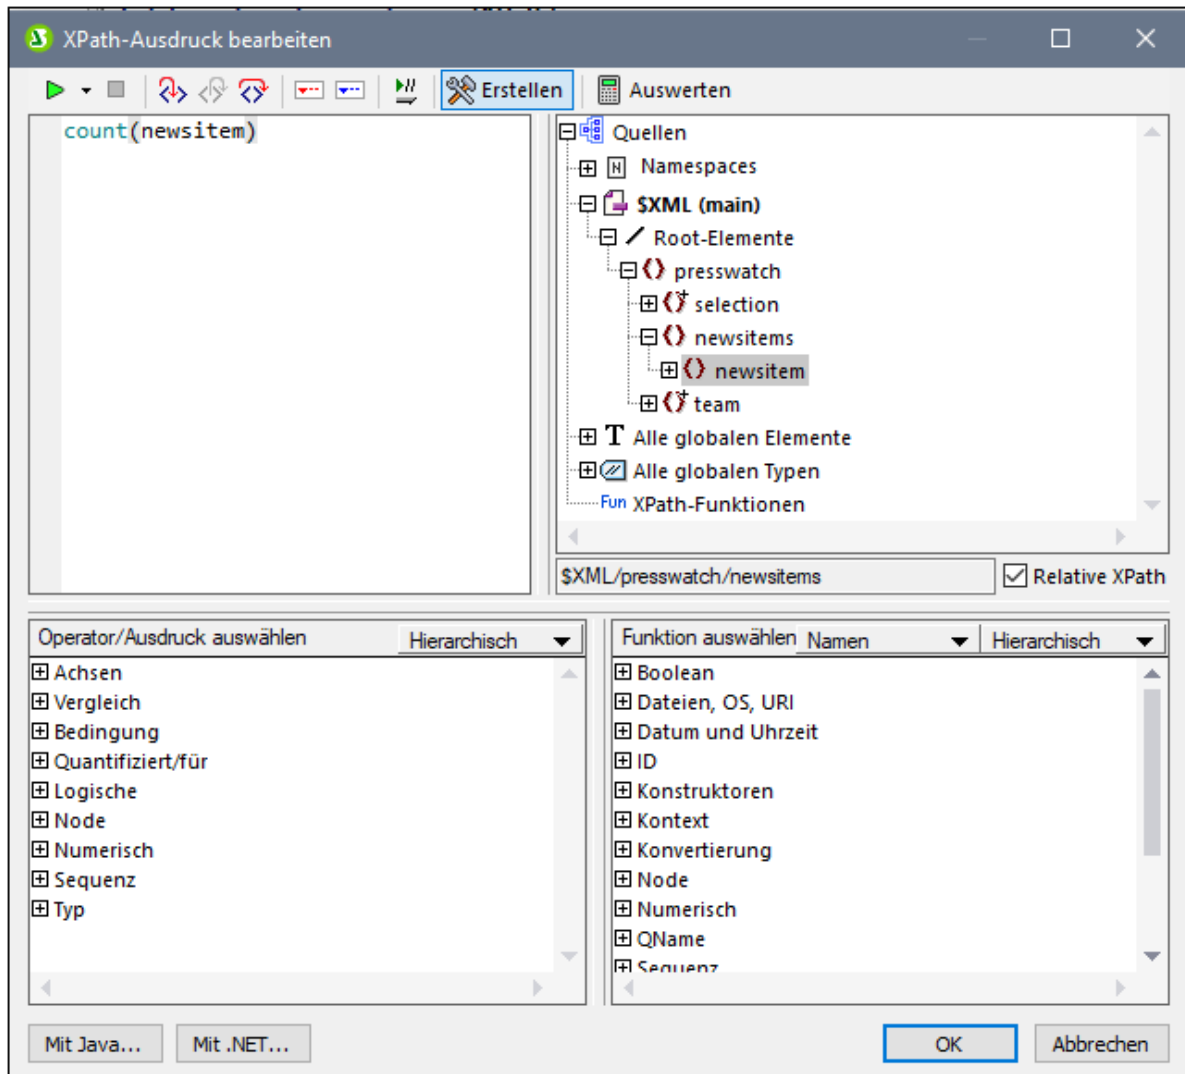 XPath-Ausdruck bearbeiten
Erstellen
Auswerten
count(newsitem)
Quellen
Namespaces
$XML (main)
Root-Elemente
presswatch
selection
newsitems
newsitem
team
Alle globalen Elemente
Alle globalen Typen
Fun XPath-Funktionen
$XML/presswatch/newsitems
Relative XPath
Operator/Ausdruck auswählen Hierarchisch
Achsen
Vergleich
Bedingung
Quantifiziert/für
Logische
Node
Numerisch
Sequenz
Typ
Funktion auswählen Namen Hierarchisch
Boolean
Dateien, OS, URI
Datum und Uhrzeit
ID
Konstruktoren
Kontext
Konvertierung
Node
Numerisch
QName
Sequenz
Mit Java...
Mit .NET...
OK
Abbrechen